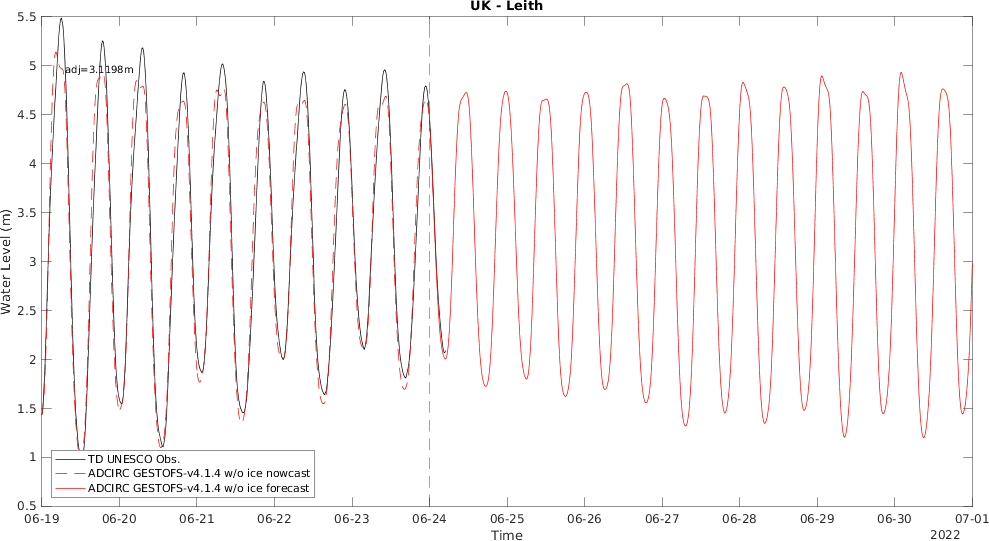 UK - Leith
5.5
5
4.5
4
3.5
3
2.5
2
1.5
1
0.5
Water Level (m)
adj=3.1198m
TD UNESCO Obs.
ADCIRC GESTOFS-v4.1.4 w/o ice nowcast
ADCIRC GESTOFS-v4.1.4 w/o ice forecast
06-19 06-20 06-21 06-22 06-23 06-24 06-25 06-26 06-27 06-28 06-29 06-30 07-01
Time
2022